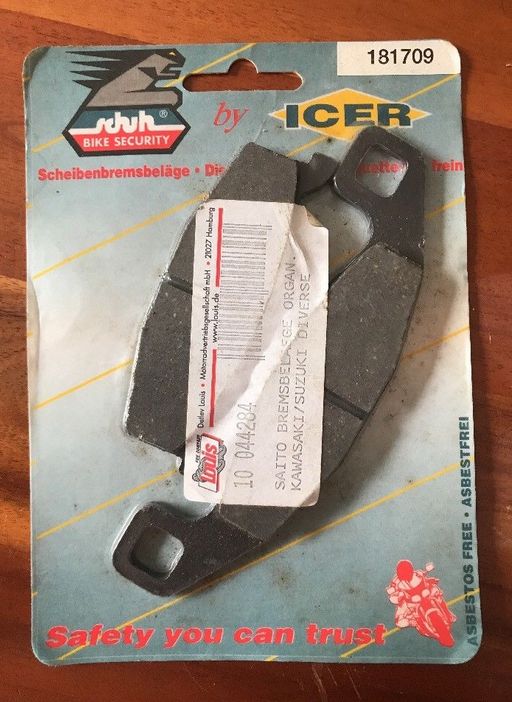 181709
schuh®
BIKE SECURITY
by ICER
Scheibenbremsbeläge •
Detlev Louis • Motorradvertriebsgesellschaft mbH • 21027 Hamburg
www.louis.de
Louis
10 044284
SAITO BREMSBELAEGE ORGAN.
KAWASAKI/SUZUKI DIVERSE
ASBESTOS FREE • ASBESTFREI
Safety you can trust